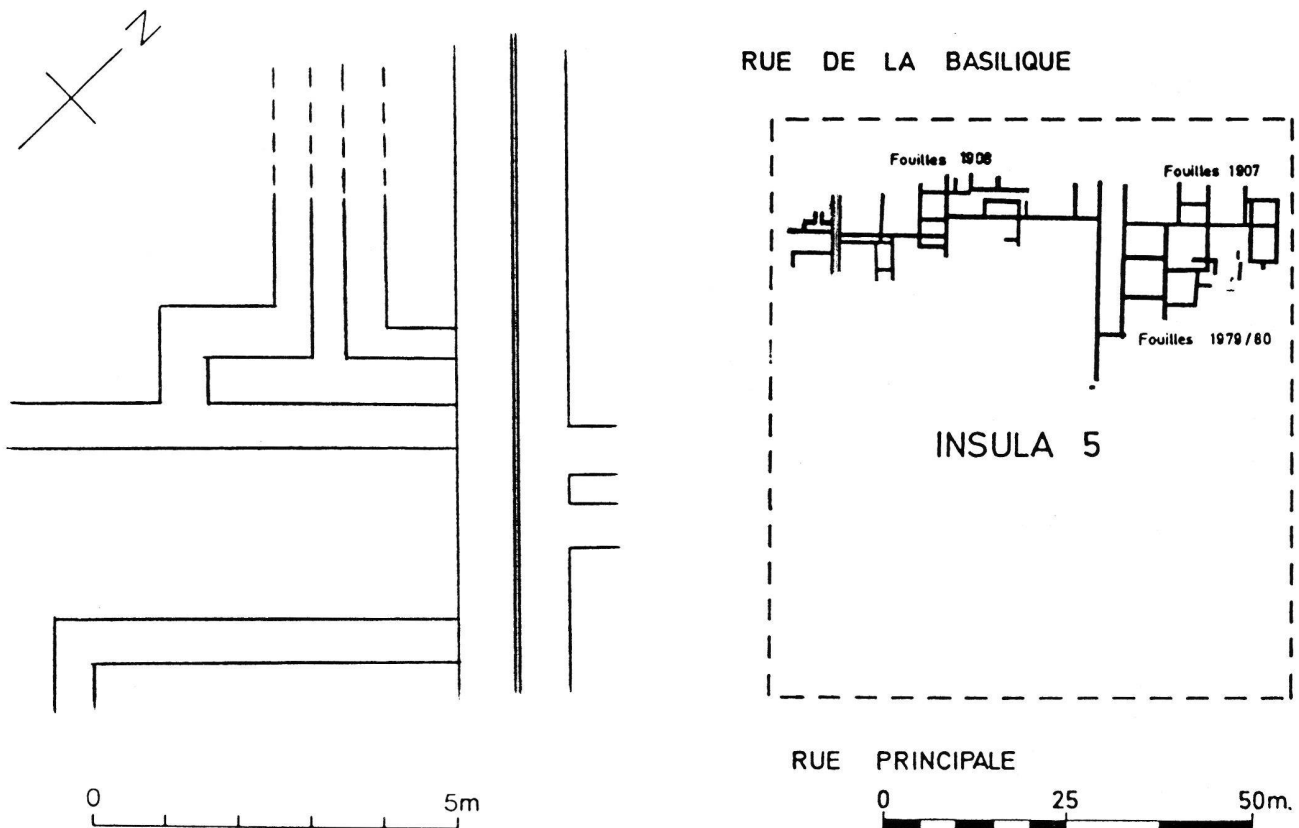 N
0 5m
RUE DE LA BASILIQUE
Fouilles 1908
Fouilles 1907
Fouilles 1979/80
INSULA 5
RUE PRINCIPALE
0 25 50m.